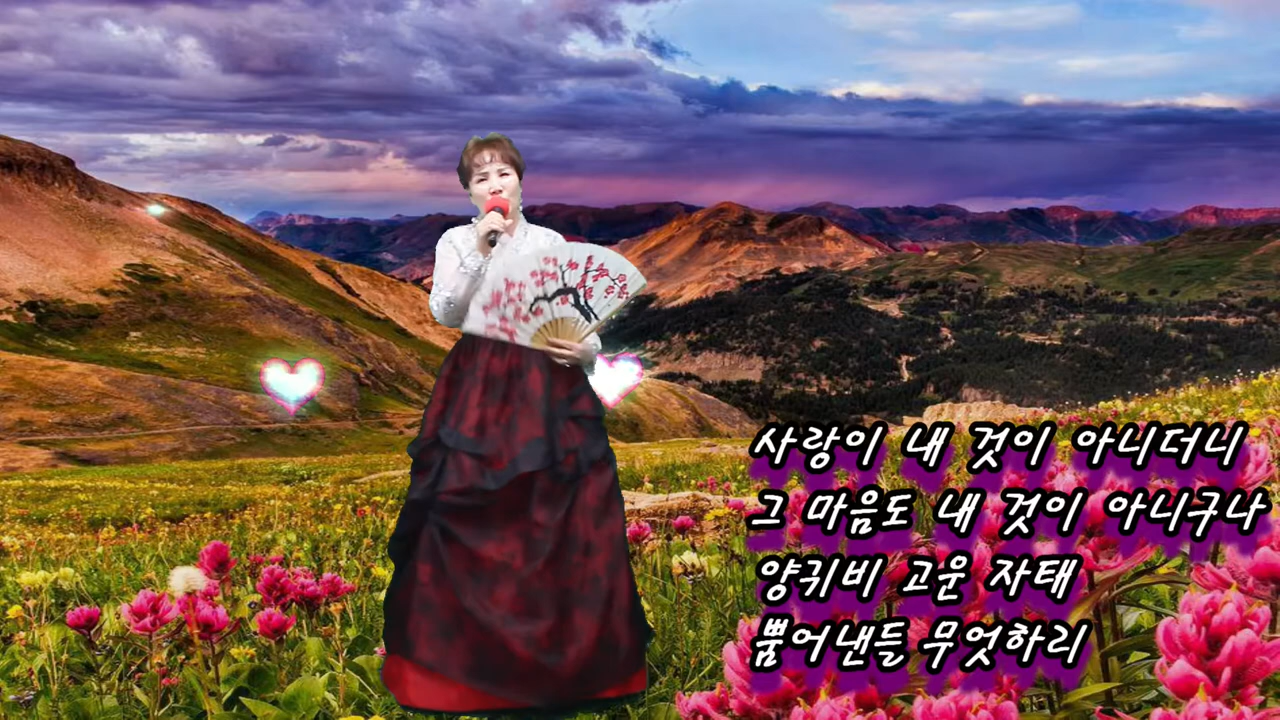 사랑이 내 것이 아니더니
그 마음도 내 것이 아니구나
양귀비 고운 자태
뿜어낸들 무엇하리